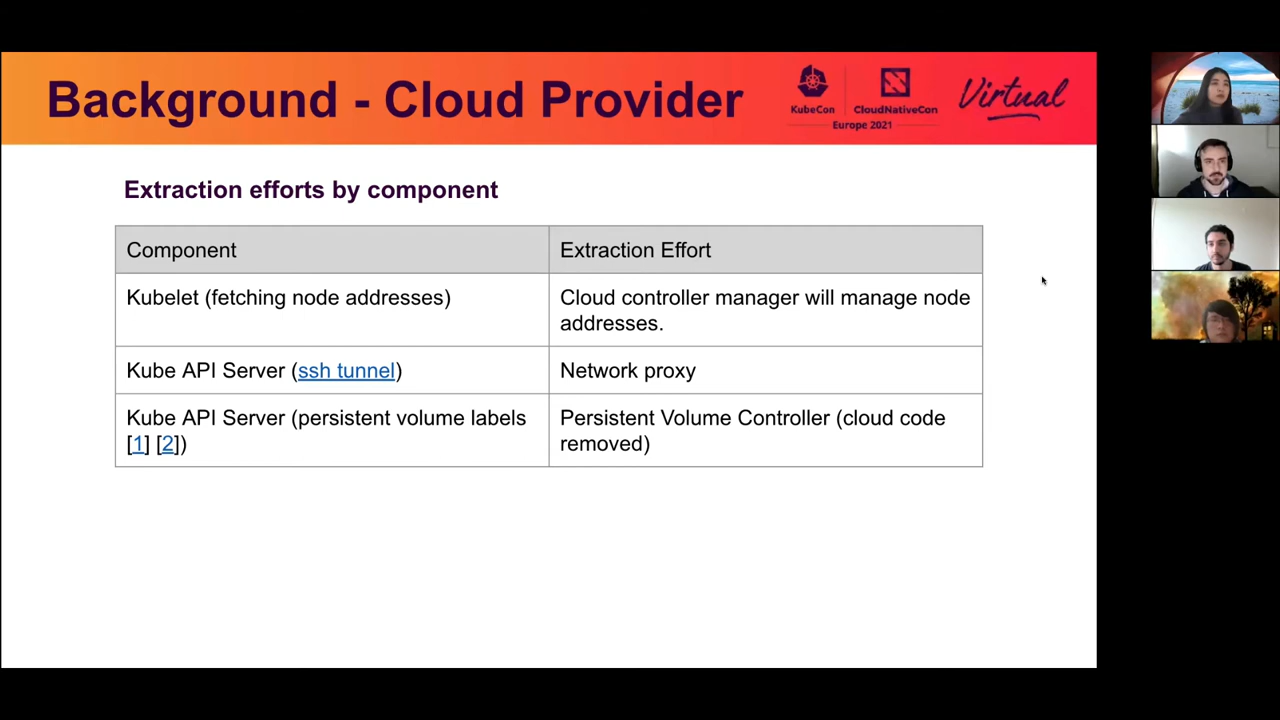 Background - Cloud Provider
KubeCon
CloudNativeCon
Europe 2021
Virtual
Extraction efforts by component
Component
Extraction Effort
Kubelet (fetching node addresses)
Cloud controller manager will manage node
addresses.
Kube API Server (ssh tunnel)
Network proxy
Kube API Server (persistent volume labels
[1] [2])
Persistent Volume Controller (cloud code
removed)